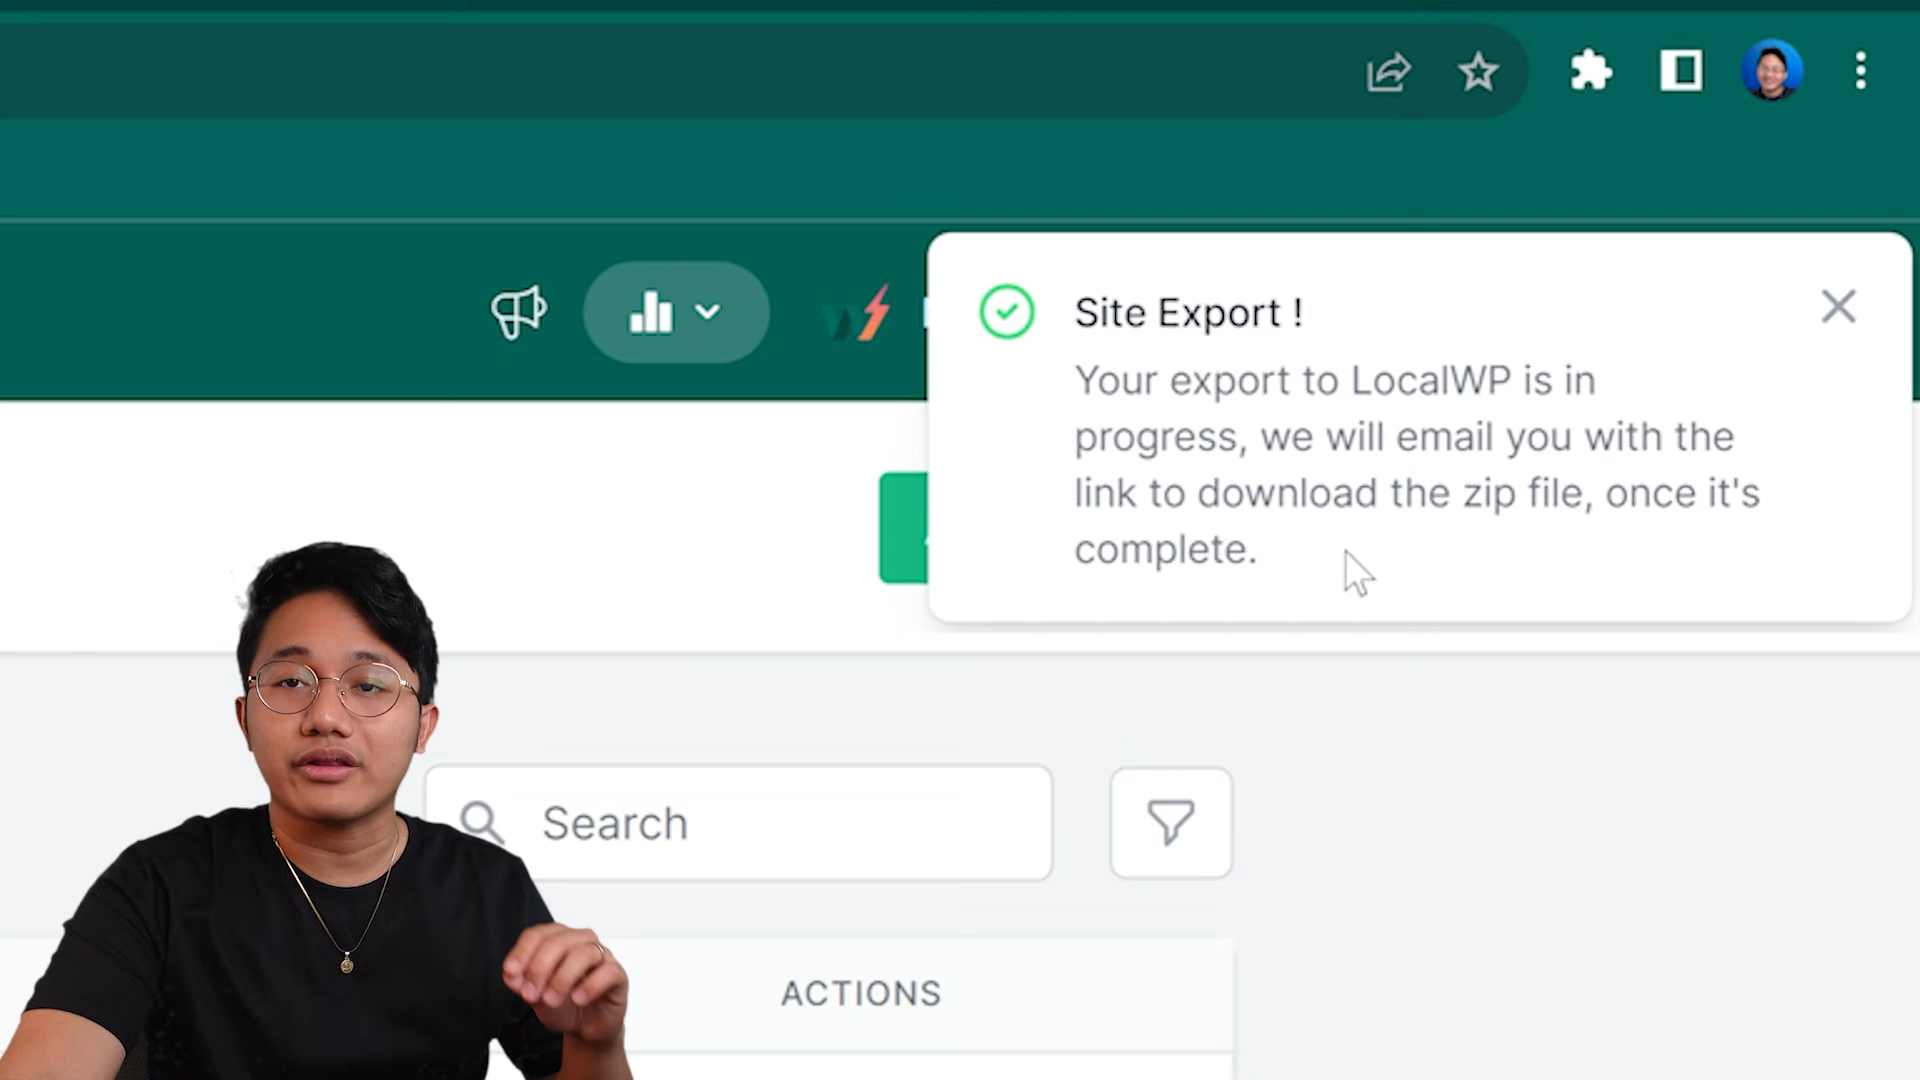 Site Export !
Your export to LocalWP is in
progress, we will email you with the
link to download the zip file, once it's
complete.
Search
ACTIONS